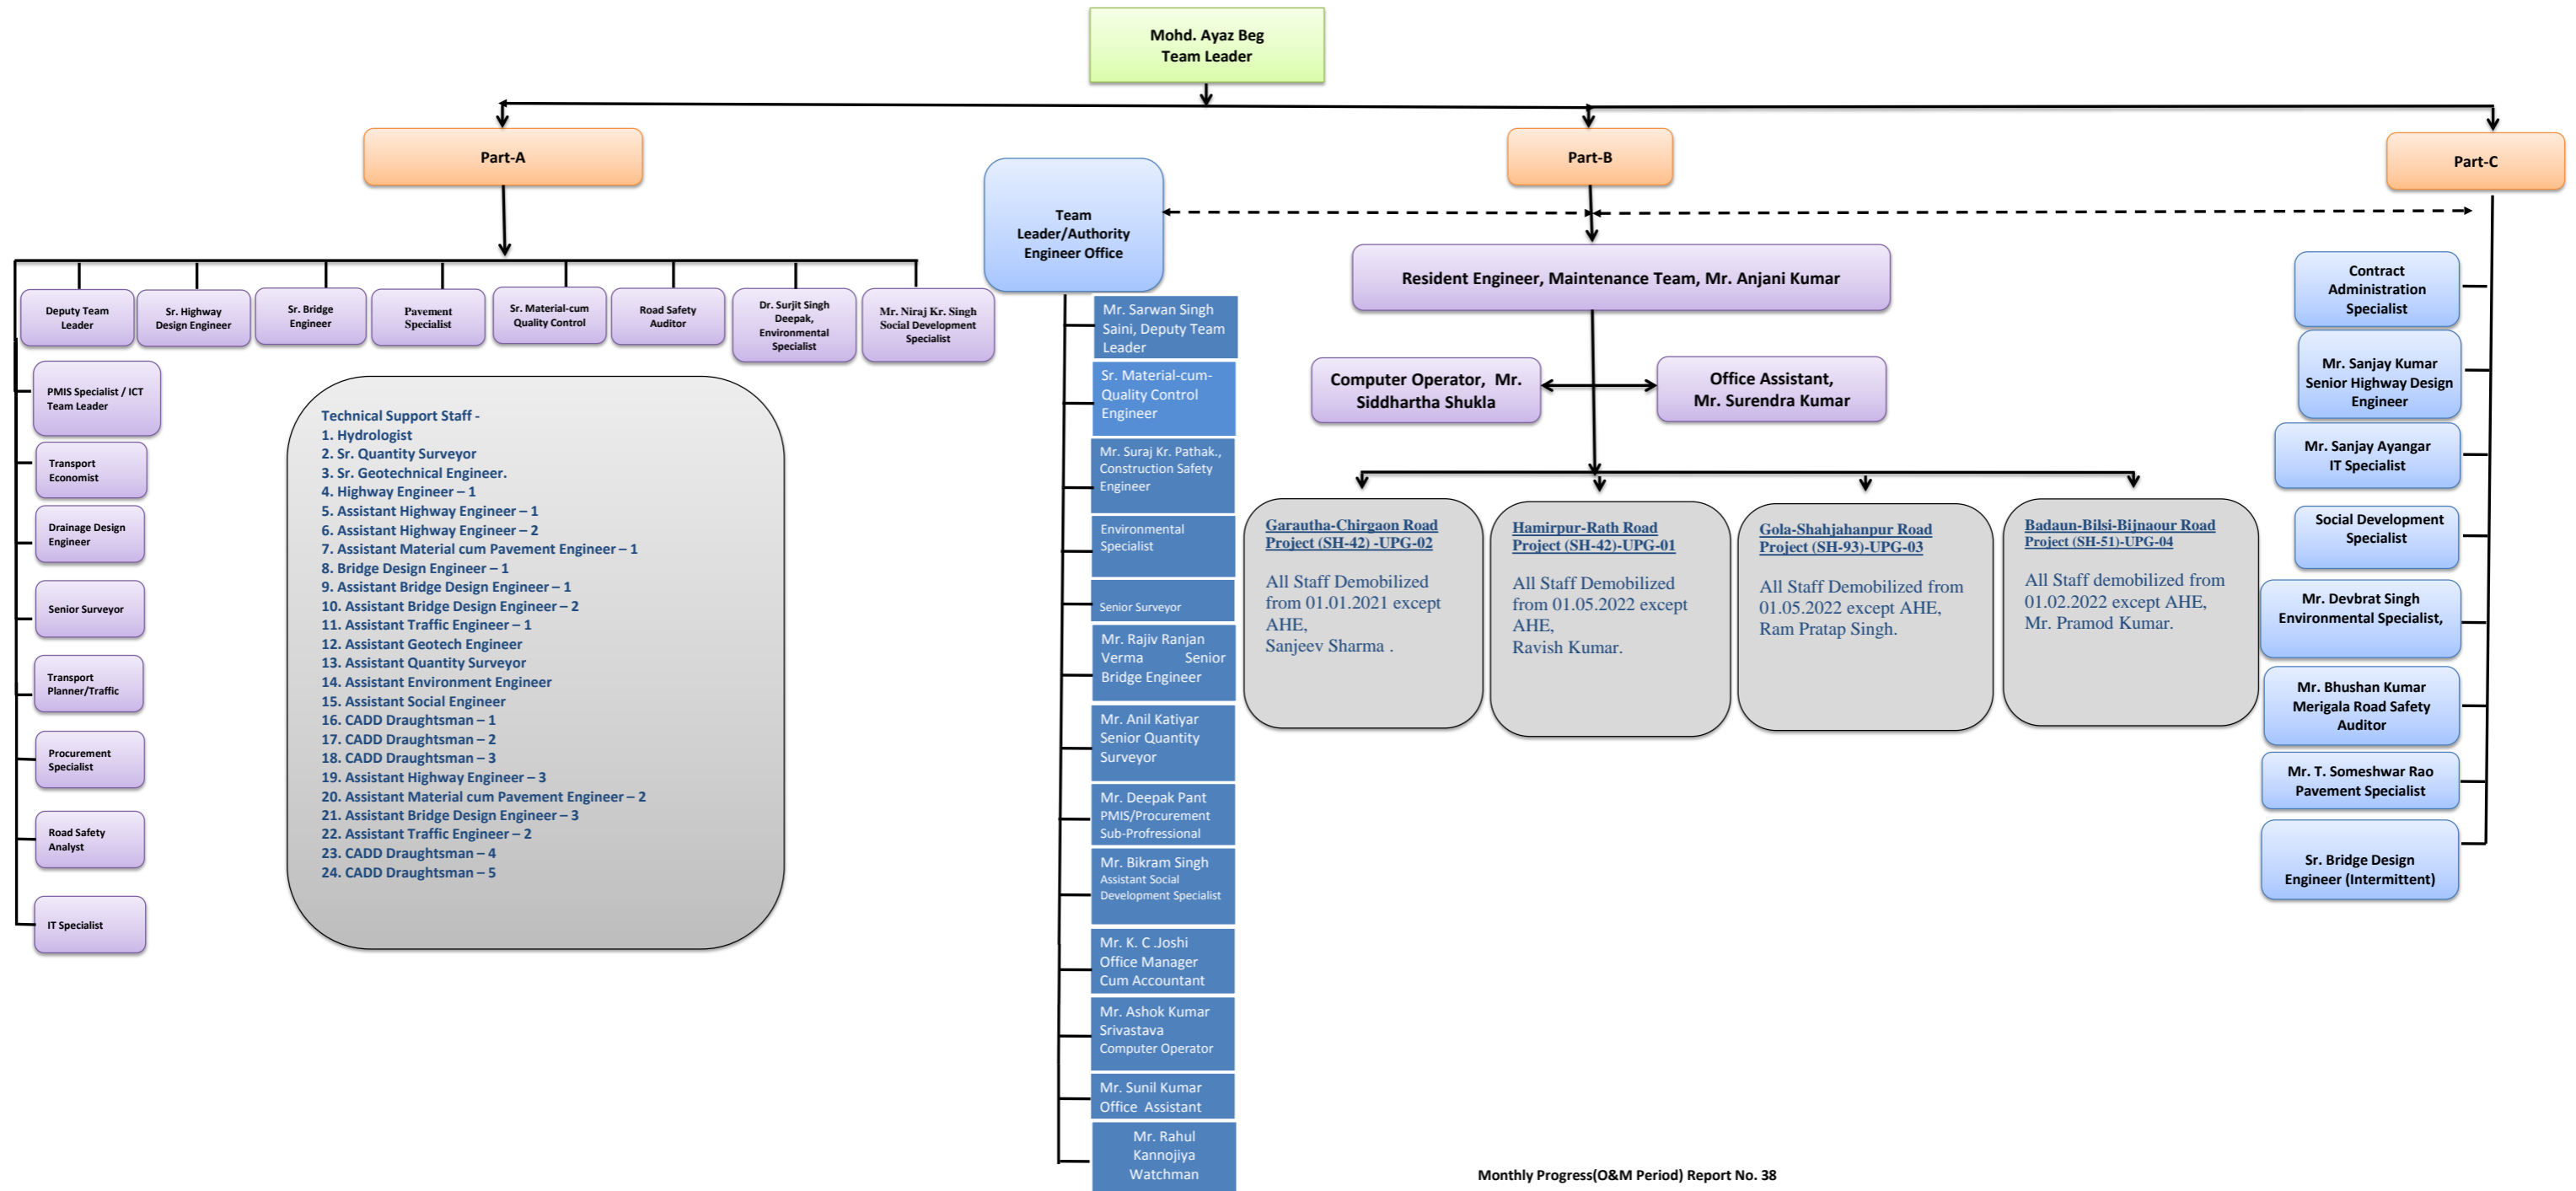 Mohd. Ayaz Beg
Team Leader
Part-A
Part-B
Part-C
Deputy Team
Leader
Sr. Highway
Design Engineer
Sr. Bridge
Engineer
Pavement
Specialist
Sr. Material-cum
Quality Control
Road Safety
Auditor
Dr. Surjit Singh
Deepak,
Environmental
Specialist
Mr. Niraj Kr. Singh
Social Development
Specialist
PMIS Specialist / ICT
Team Leader
Transport
Economist
Drainage Design
Engineer
Senior Surveyor
Transport
Planner/Traffic
Procurement
Specialist
Road Safety
Analyst
IT Specialist
Technical Support Staff -
1. Hydrologist
2. Sr. Quantity Surveyor
3. Sr. Geotechnical Engineer.
4. Highway Engineer – 1
5. Assistant Highway Engineer – 1
6. Assistant Highway Engineer – 2
7. Assistant Material cum Pavement Engineer – 1
8. Bridge Design Engineer – 1
9. Assistant Bridge Design Engineer – 1
10. Assistant Bridge Design Engineer – 2
11. Assistant Traffic Engineer – 1
12. Assistant Geotech Engineer
13. Assistant Quantity Surveyor
14. Assistant Environment Engineer
15. Assistant Social Engineer
16. CADD Draughtsman – 1
17. CADD Draughtsman – 2
18. CADD Draughtsman – 3
19. Assistant Highway Engineer – 3
20. Assistant Material cum Pavement Engineer – 2
21. Assistant Bridge Design Engineer – 3
22. Assistant Traffic Engineer – 2
23. CADD Draughtsman – 4
24. CADD Draughtsman – 5
Team
Leader/Authority
Engineer Office
Mr. Sarwan Singh
Saini, Deputy Team
Leader
Sr. Material-cum-
Quality Control
Engineer
Mr. Suraj Kr. Pathak.,
Construction Safety
Engineer
Environmental
Specialist
Senior Surveyor
Mr. Rajiv Ranjan
Verma Senior
Bridge Engineer
Mr. Anil Katiyar
Senior Quantity
Surveyor
Mr. Deepak Pant
PMIS/Procurement
Sub-Profressional
Mr. Bikram Singh
Assistant Social
Development Specialist
Mr. K. C .Joshi
Office Manager
Cum Accountant
Mr. Ashok Kumar
Srivastava
Computer Operator
Mr. Sunil Kumar
Office Assistant
Mr. Rahul
Kannojiya
Watchman
Resident Engineer, Maintenance Team, Mr. Anjani Kumar
Computer Operator, Mr.
Siddhartha Shukla
Office Assistant,
Mr. Surendra Kumar
Garautha-Chirgaon Road
Project (SH-42) -UPG-02
All Staff Demobilized
from 01.01.2021 except
AHE,
Sanjeev Sharma .
Hamirpur-Rath Road
Project (SH-42)-UPG-01
All Staff Demobilized
from 01.05.2022 except
AHE,
Ravish Kumar.
Gola-Shahjahanpur Road
Project (SH-93)-UPG-03
All Staff Demobilized from
01.05.2022 except AHE,
Ram Pratap Singh.
Badaun-Bilsi-Bijnaour Road
Project (SH-51)-UPG-04
All Staff demobilized from
01.02.2022 except AHE,
Mr. Pramod Kumar.
Contract
Administration
Specialist
Mr. Sanjay Kumar
Senior Highway Design
Engineer
Mr. Sanjay Ayangar
IT Specialist
Social Development
Specialist
Mr. Devbrat Singh
Environmental Specialist,
Mr. Bhushan Kumar
Merigala Road Safety
Auditor
Mr. T. Someshwar Rao
Pavement Specialist
Sr. Bridge Design
Engineer (Intermittent)
Monthly Progress(O&M Period) Report No. 38